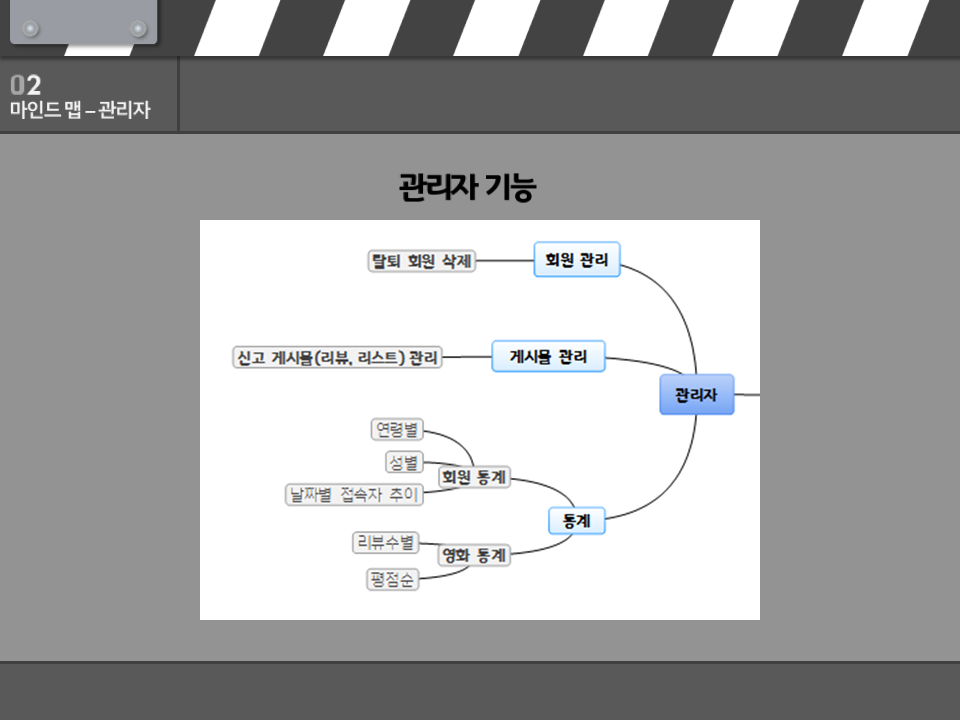 02
마인드 맵 – 관리자
관리자 기능
탈퇴 회원 삭제
회원 관리
신고 게시물(리뷰, 리스트) 관리
게시물 관리
관리자
연령별
성별
회원 통계
날짜별 접속자 추이
통계
리뷰수별
영화 통계
평점순